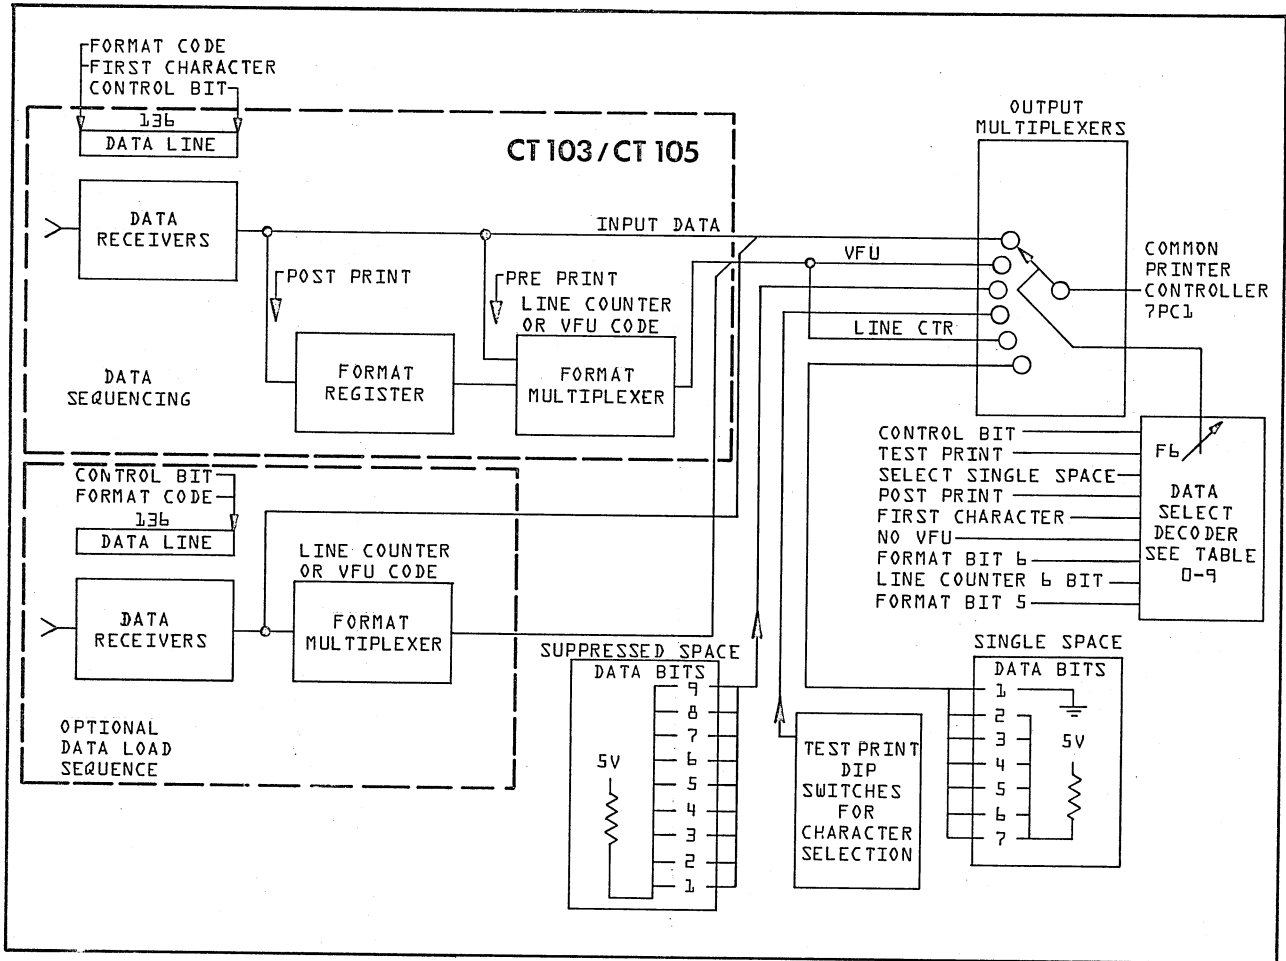 FORMAT CODE
FIRST CHARACTER
CONTROL BIT
136
DATA LINE
CT 103 / CT 105
DATA
RECEIVERS
INPUT DATA
POST PRINT
PRE PRINT
LINE COUNTER
OR VFU CODE
FORMAT
REGISTER
FORMAT
MULTIPLEXER
DATA
SEQUENCING
VFU
LINE CTR
OUTPUT
MULTIPLEXERS
COMMON
PRINTER
CONTROLLER
7PC1
CONTROL BIT
TEST PRINT
SELECT SINGLE SPACE
POST PRINT
FIRST CHARACTER
NO VFU
FORMAT BIT 6
LINE COUNTER 6 BIT
FORMAT BIT 5
F6
DATA
SELECT
DECODER
SEE TABLE
0-9
CONTROL BIT
FORMAT CODE
136
DATA LINE
LINE COUNTER
OR VFU CODE
DATA
RECEIVERS
FORMAT
MULTIPLEXER
OPTIONAL
DATA LOAD
SEQUENCE
SUPPRESSED SPACE
DATA BITS
9
8
7
6
5
4
3
2
1
5V
TEST PRINT
DIP
SWITCHES
FOR
CHARACTER
SELECTION
SINGLE SPACE
DATA BITS
1
2
3
4
5
6
7
5V